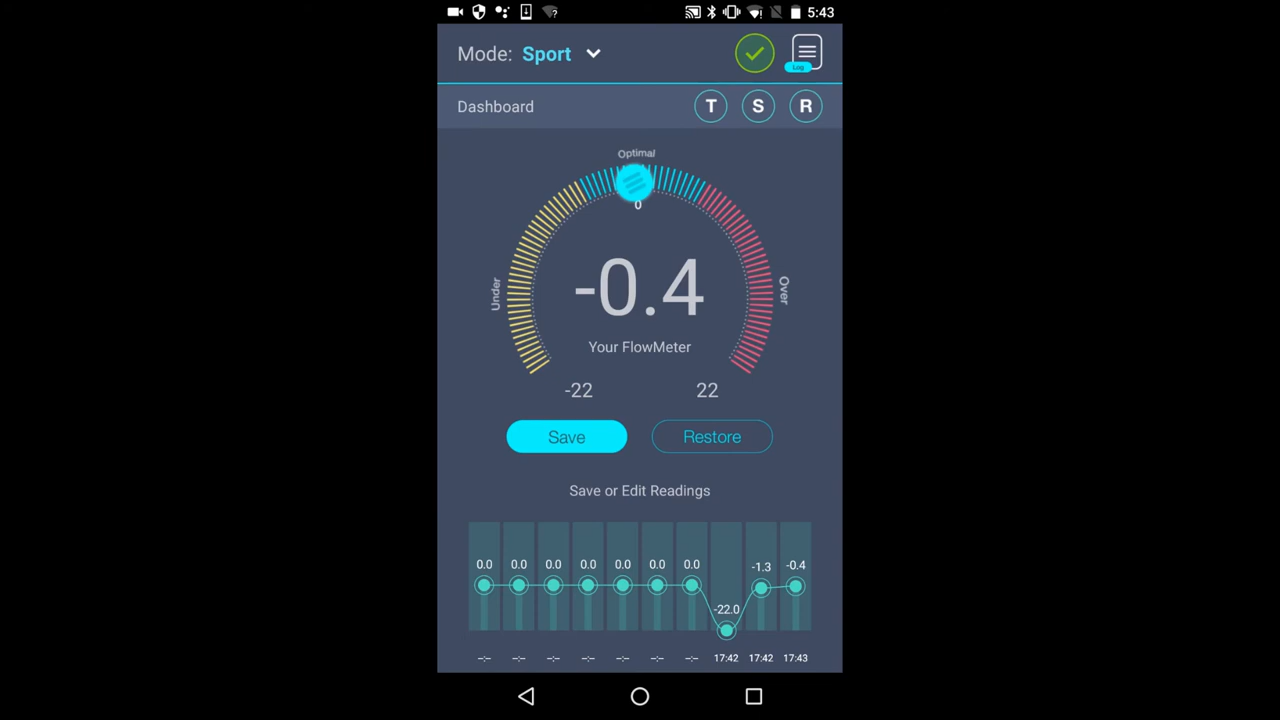 5:43
Mode: Sport
Log
Dashboard
T S R
Optimal
0
Under
Over
-0.4
Your FlowMeter
-22 22
Save Restore
Save or Edit Readings
0.0 0.0 0.0 0.0 0.0 0.0 0.0 -22.0 -1.3 -0.4
--:-- --:-- --:-- --:-- --:-- --:-- --:-- 17:42 17:42 17:43